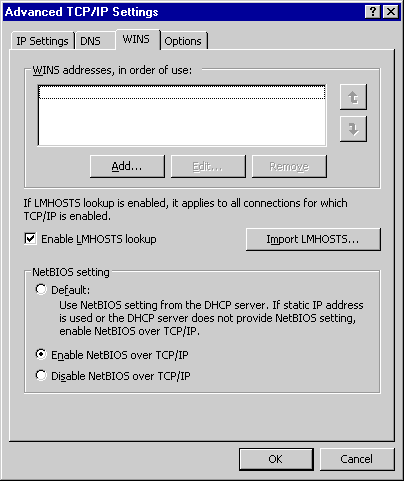 Advanced TCP/IP Settings
IP Settings DNS WINS Options
WINS addresses, in order of use:
Add... Edit... Remove
If LMHOSTS lookup is enabled, it applies to all connections for which
TCP/IP is enabled.
Enable LMHOSTS lookup Import LMHOSTS...
NetBIOS setting
Default:
Use NetBIOS setting from the DHCP server. If static IP address
is used or the DHCP server does not provide NetBIOS setting,
enable NetBIOS over TCP/IP.
Enable NetBIOS over TCP/IP
Disable NetBIOS over TCP/IP
OK Cancel